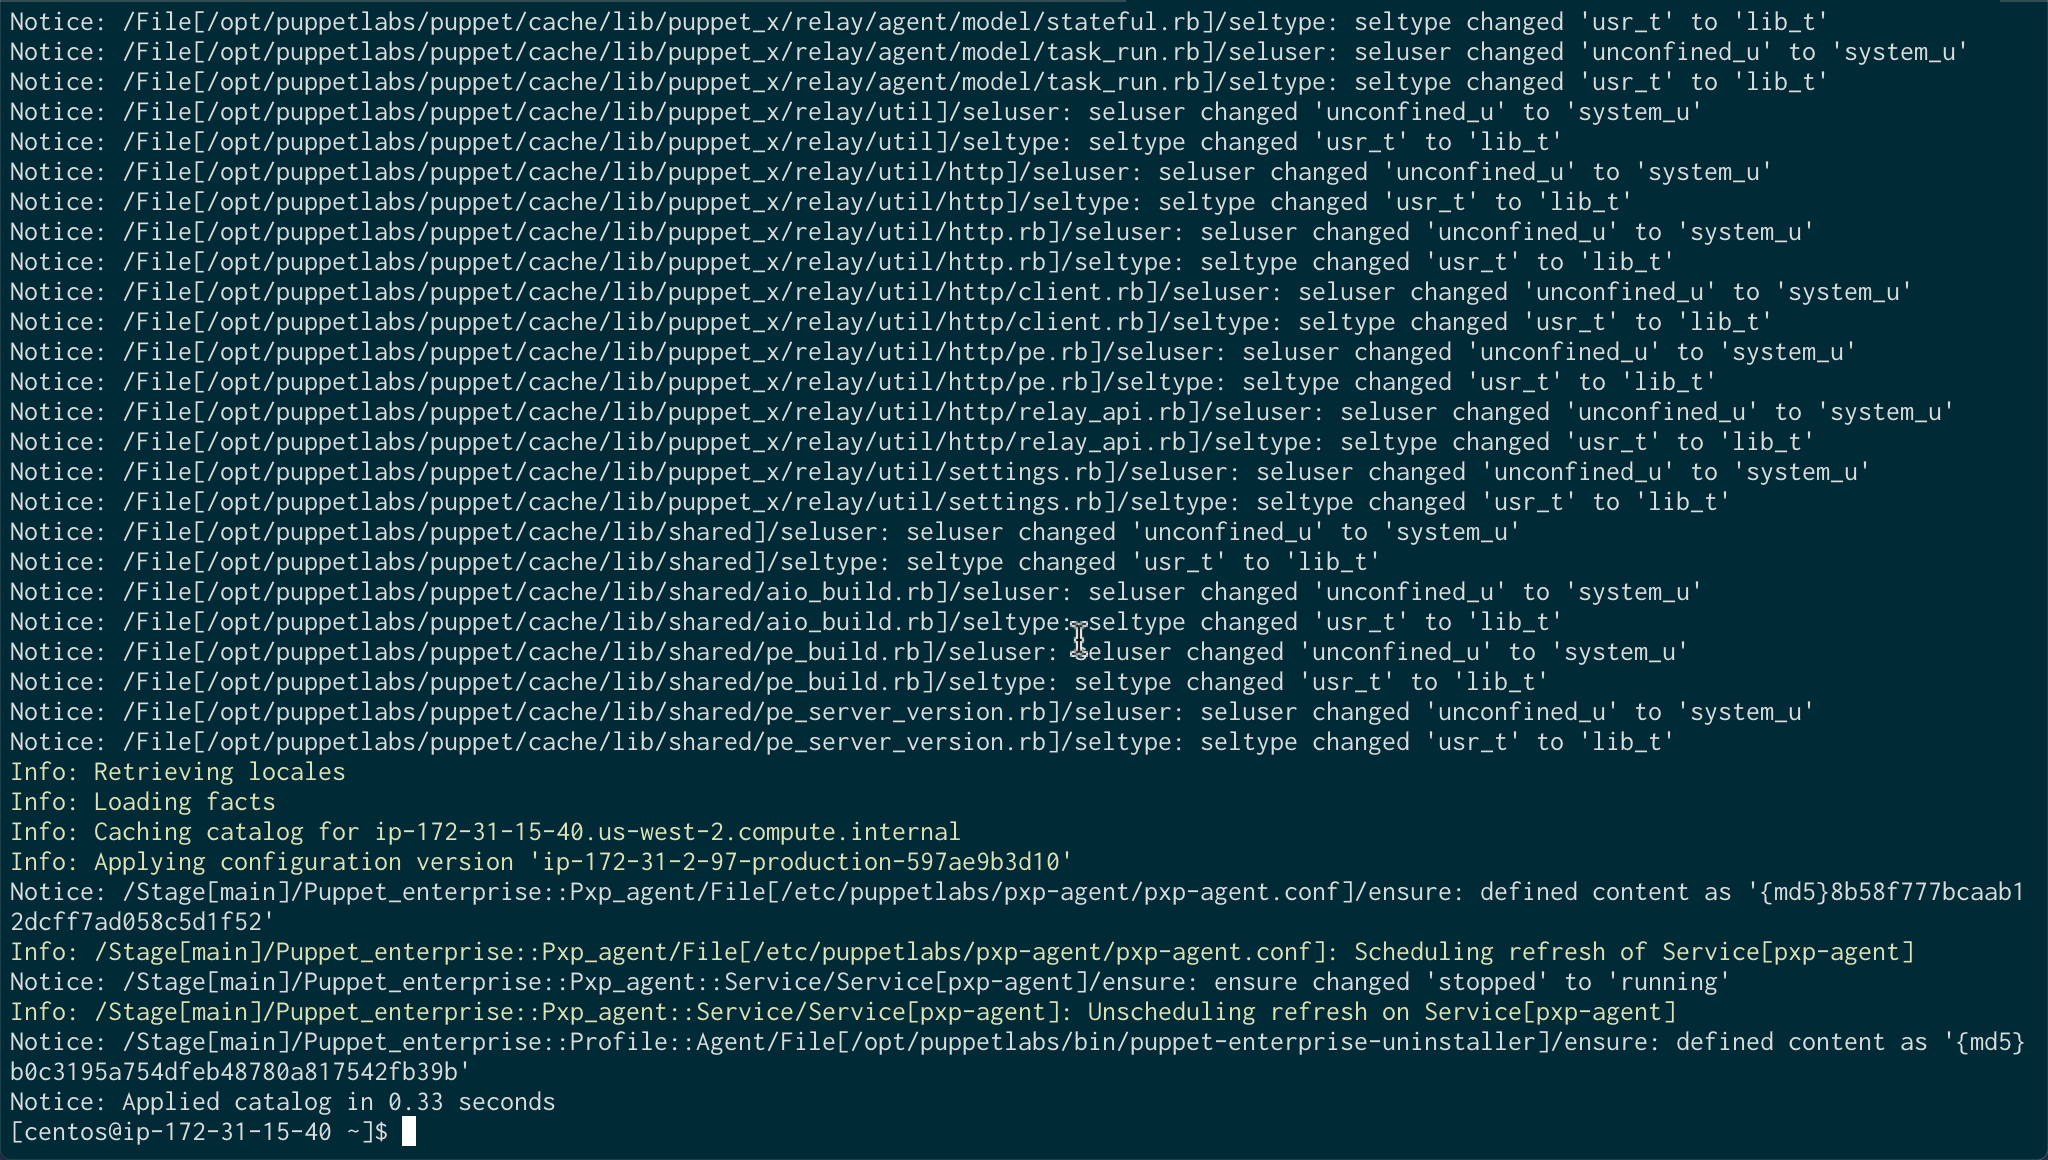 Notice: /File[/opt/puppetlabs/puppet/cache/lib/puppet_x/relay/agent/model/stateful.rb]/seltype: seltype changed 'usr_t' to 'lib_t'
Notice: /File[/opt/puppetlabs/puppet/cache/lib/puppet_x/relay/agent/model/task_run.rb]/seluser: seluser changed 'unconfined_u' to 'system_u'
Notice: /File[/opt/puppetlabs/puppet/cache/lib/puppet_x/relay/agent/model/task_run.rb]/seltype: seltype changed 'usr_t' to 'lib_t'
Notice: /File[/opt/puppetlabs/puppet/cache/lib/puppet_x/relay/util]/seluser: seluser changed 'unconfined_u' to 'system_u'
Notice: /File[/opt/puppetlabs/puppet/cache/lib/puppet_x/relay/util]/seltype: seltype changed 'usr_t' to 'lib_t'
Notice: /File[/opt/puppetlabs/puppet/cache/lib/puppet_x/relay/util/http]/seluser: seluser changed 'unconfined_u' to 'system_u'
Notice: /File[/opt/puppetlabs/puppet/cache/lib/puppet_x/relay/util/http]/seltype: seltype changed 'usr_t' to 'lib_t'
Notice: /File[/opt/puppetlabs/puppet/cache/lib/puppet_x/relay/util/http.rb]/seluser: seluser changed 'unconfined_u' to 'system_u'
Notice: /File[/opt/puppetlabs/puppet/cache/lib/puppet_x/relay/util/http.rb]/seltype: seltype changed 'usr_t' to 'lib_t'
Notice: /File[/opt/puppetlabs/puppet/cache/lib/puppet_x/relay/util/http/client.rb]/seluser: seluser changed 'unconfined_u' to 'system_u'
Notice: /File[/opt/puppetlabs/puppet/cache/lib/puppet_x/relay/util/http/client.rb]/seltype: seltype changed 'usr_t' to 'lib_t'
Notice: /File[/opt/puppetlabs/puppet/cache/lib/puppet_x/relay/util/http/pe.rb]/seluser: seluser changed 'unconfined_u' to 'system_u'
Notice: /File[/opt/puppetlabs/puppet/cache/lib/puppet_x/relay/util/http/pe.rb]/seltype: seltype changed 'usr_t' to 'lib_t'
Notice: /File[/opt/puppetlabs/puppet/cache/lib/puppet_x/relay/util/http/relay_api.rb]/seluser: seluser changed 'unconfined_u' to 'system_u'
Notice: /File[/opt/puppetlabs/puppet/cache/lib/puppet_x/relay/util/http/relay_api.rb]/seltype: seltype changed 'usr_t' to 'lib_t'
Notice: /File[/opt/puppetlabs/puppet/cache/lib/puppet_x/relay/util/settings.rb]/seluser: seluser changed 'unconfined_u' to 'system_u'
Notice: /File[/opt/puppetlabs/puppet/cache/lib/puppet_x/relay/util/settings.rb]/seltype: seltype changed 'usr_t' to 'lib_t'
Notice: /File[/opt/puppetlabs/puppet/cache/lib/shared]/seluser: seluser changed 'unconfined_u' to 'system_u'
Notice: /File[/opt/puppetlabs/puppet/cache/lib/shared]/seltype: seltype changed 'usr_t' to 'lib_t'
Notice: /File[/opt/puppetlabs/puppet/cache/lib/shared/aio_build.rb]/seluser: seluser changed 'unconfined_u' to 'system_u'
Notice: /File[/opt/puppetlabs/puppet/cache/lib/shared/aio_build.rb]/seltype: seltype changed 'usr_t' to 'lib_t'
Notice: /File[/opt/puppetlabs/puppet/cache/lib/shared/pe_build.rb]/seluser: seluser changed 'unconfined_u' to 'system_u'
Notice: /File[/opt/puppetlabs/puppet/cache/lib/shared/pe_build.rb]/seltype: seltype changed 'usr_t' to 'lib_t'
Notice: /File[/opt/puppetlabs/puppet/cache/lib/shared/pe_server_version.rb]/seluser: seluser changed 'unconfined_u' to 'system_u'
Notice: /File[/opt/puppetlabs/puppet/cache/lib/shared/pe_server_version.rb]/seltype: seltype changed 'usr_t' to 'lib_t'
Info: Retrieving locales
Info: Loading facts
Info: Caching catalog for ip-172-31-15-40.us-west-2.compute.internal
Info: Applying configuration version 'ip-172-31-2-97-production-597ae9b3d10'
Notice: /Stage[main]/Puppet_enterprise::Pxp_agent/File[/etc/puppetlabs/pxp-agent/pxp-agent.conf]/ensure: defined content as '{md5}8b58f777bcaab1
2dcff7ad058c5d1f52'
Info: /Stage[main]/Puppet_enterprise::Pxp_agent/File[/etc/puppetlabs/pxp-agent/pxp-agent.conf]: Scheduling refresh of Service[pxp-agent]
Notice: /Stage[main]/Puppet_enterprise::Pxp_agent::Service/Service[pxp-agent]/ensure: ensure changed 'stopped' to 'running'
Info: /Stage[main]/Puppet_enterprise::Pxp_agent::Service/Service[pxp-agent]: Unscheduling refresh on Service[pxp-agent]
Notice: /Stage[main]/Puppet_enterprise::Profile::Agent/File[/opt/puppetlabs/bin/puppet-enterprise-uninstaller]/ensure: defined content as '{md5}
b0c3195a754dfeb48780a817542fb39b'
Notice: Applied catalog in 0.33 seconds
[centos@ip-172-31-15-40 ~]$